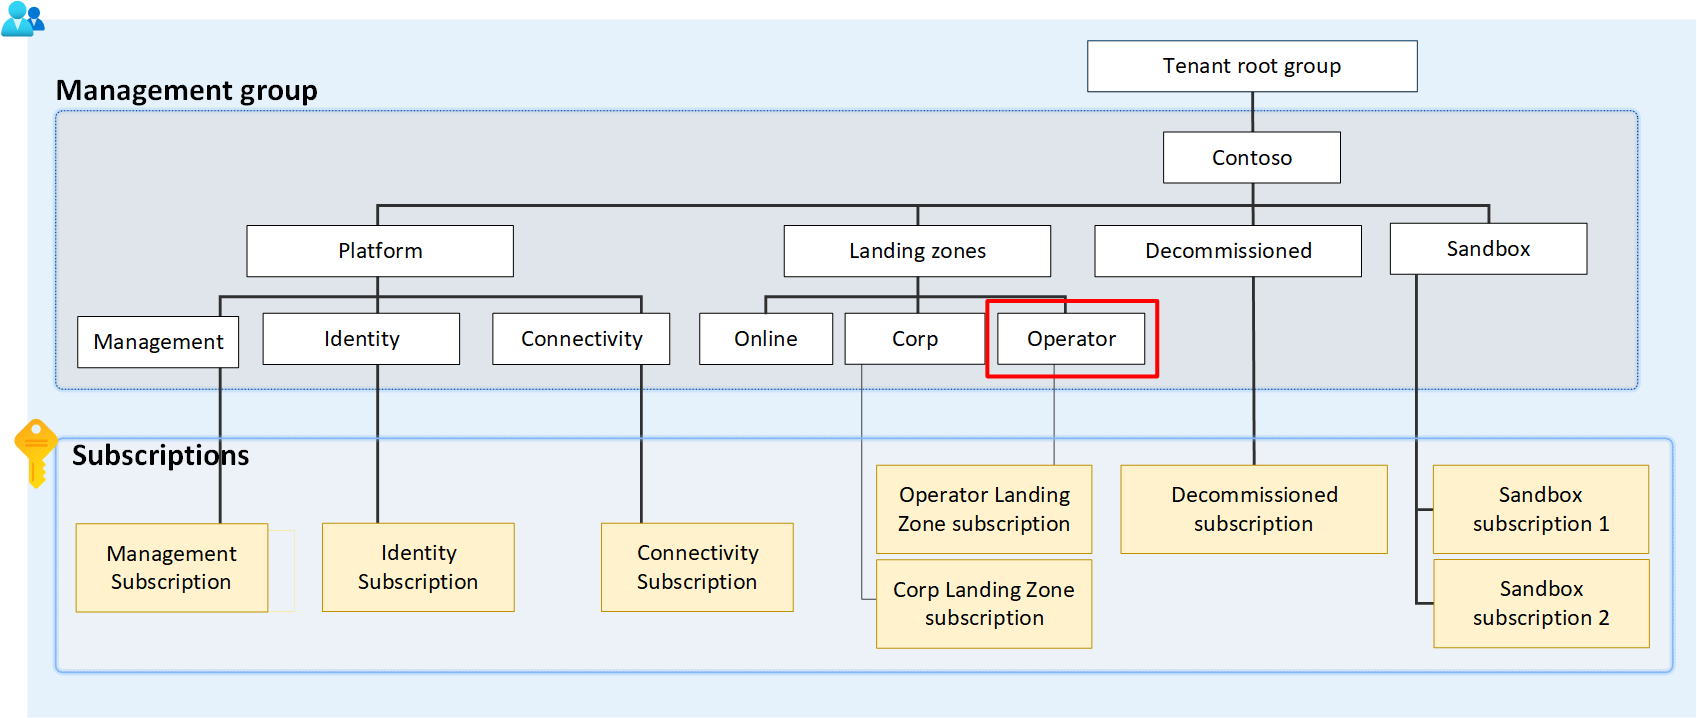 Tenant root group
Management group
Contoso
Platform
Landing zones
Decommissioned
Sandbox
Management
Identity
Connectivity
Online
Corp
Operator
Subscriptions
Management
Subscription
Identity
Subscription
Connectivity
Subscription
Operator Landing
Zone subscription
Corp Landing Zone
subscription
Decommissioned
subscription
Sandbox
subscription 1
Sandbox
subscription 2